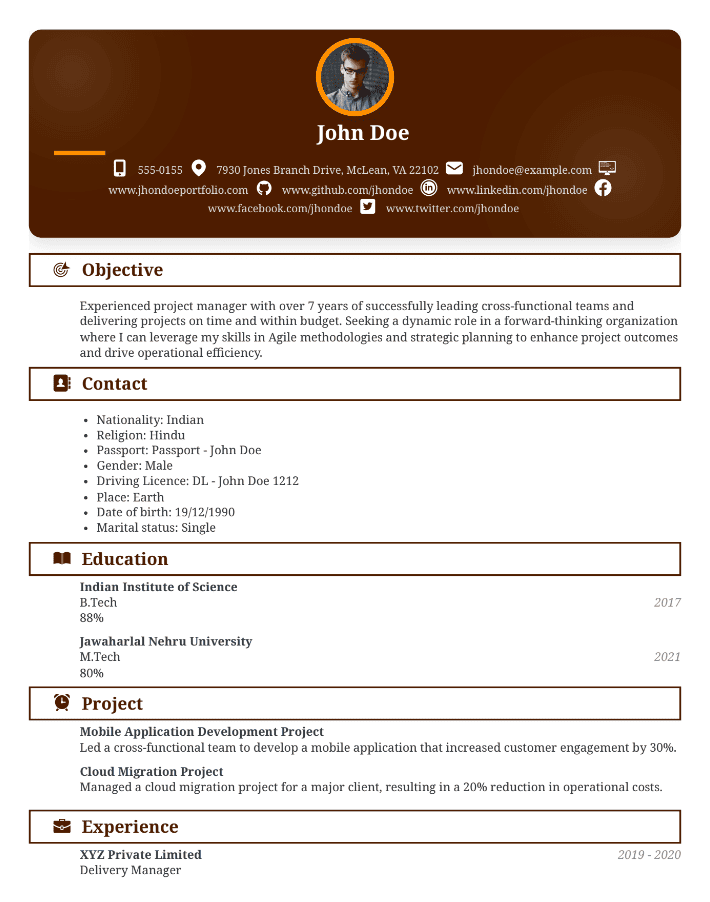 John Doe
555-0155 7930 Jones Branch Drive, McLean, VA 22102 jhondoe@example.com
www.jhondoeportfolio.com www.github.com/jhondoe www.linkedin.com/jhondoe
www.facebook.com/jhondoe www.twitter.com/jhondoe
Objective
Experienced project manager with over 7 years of successfully leading cross-functional teams and
delivering projects on time and within budget. Seeking a dynamic role in a forward-thinking organization
where I can leverage my skills in Agile methodologies and strategic planning to enhance project outcomes
and drive operational efficiency.
Contact
• Nationality: Indian
• Religion: Hindu
• Passport: Passport - John Doe
• Gender: Male
• Driving Licence: DL - John Doe 1212
• Place: Earth
• Date of birth: 19/12/1990
• Marital status: Single
Education
Indian Institute of Science
B.Tech 2017
88%
Jawaharlal Nehru University
M.Tech 2021
80%
Project
Mobile Application Development Project
Led a cross-functional team to develop a mobile application that increased customer engagement by 30%.
Cloud Migration Project
Managed a cloud migration project for a major client, resulting in a 20% reduction in operational costs.
Experience
XYZ Private Limited 2019 - 2020
Delivery Manager